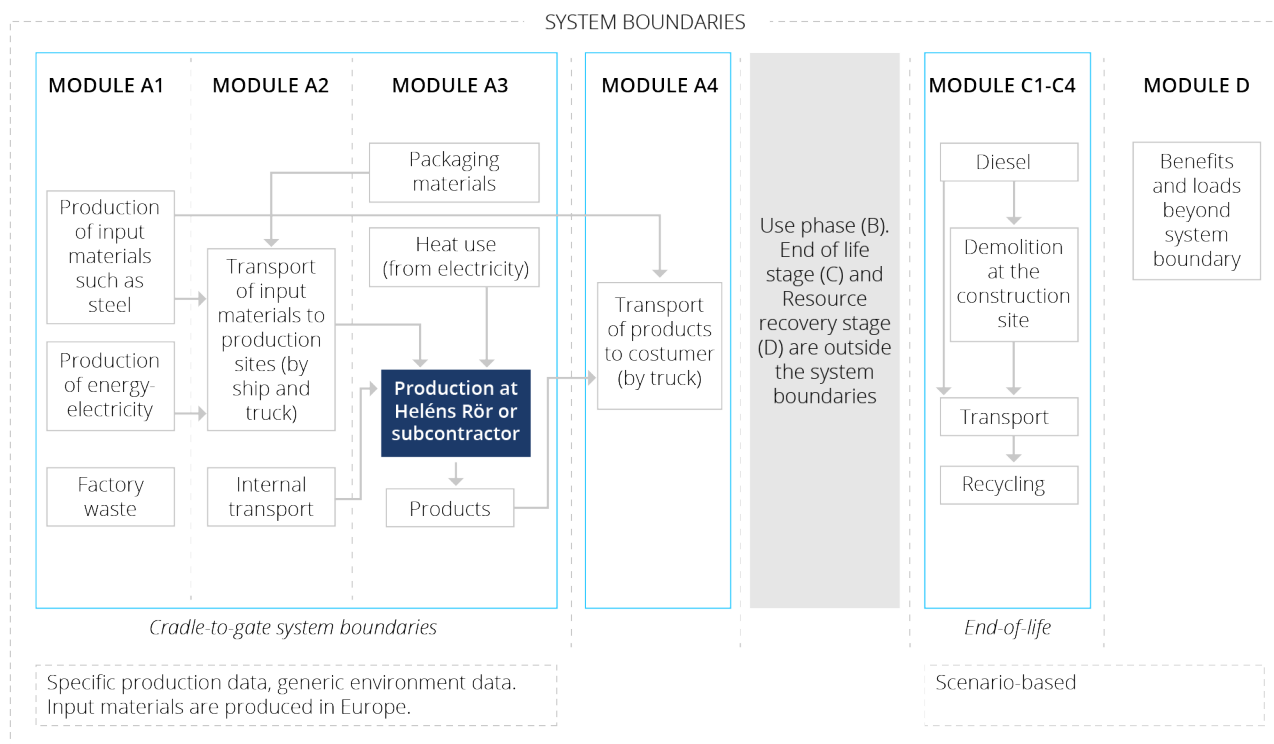 SYSTEM BOUNDARIES
MODULE A1
MODULE A2
MODULE A3
MODULE A4
MODULE C1-C4
MODULE D
Production
of input
materials
such as
steel
Production
of energy-
electricity
Factory
waste
Transport
of input
materials to
production
sites (by
ship and
truck)
Internal
transport
Packaging
materials
Heat use
(from electricity)
Production at
Heléns Rör or
subcontractor
Products
Transport
of products
to costumer
(by truck)
Use phase (B).
End of life
stage (C) and
Resource
recovery stage
(D) are outside
the system
boundaries
Diesel
Demolition
at the
construction
site
Transport
Recycling
Benefits
and loads
beyond
system
boundary
Cradle-to-gate system boundaries
End-of-life
Specific production data, generic environment data.
Input materials are produced in Europe.
Scenario-based